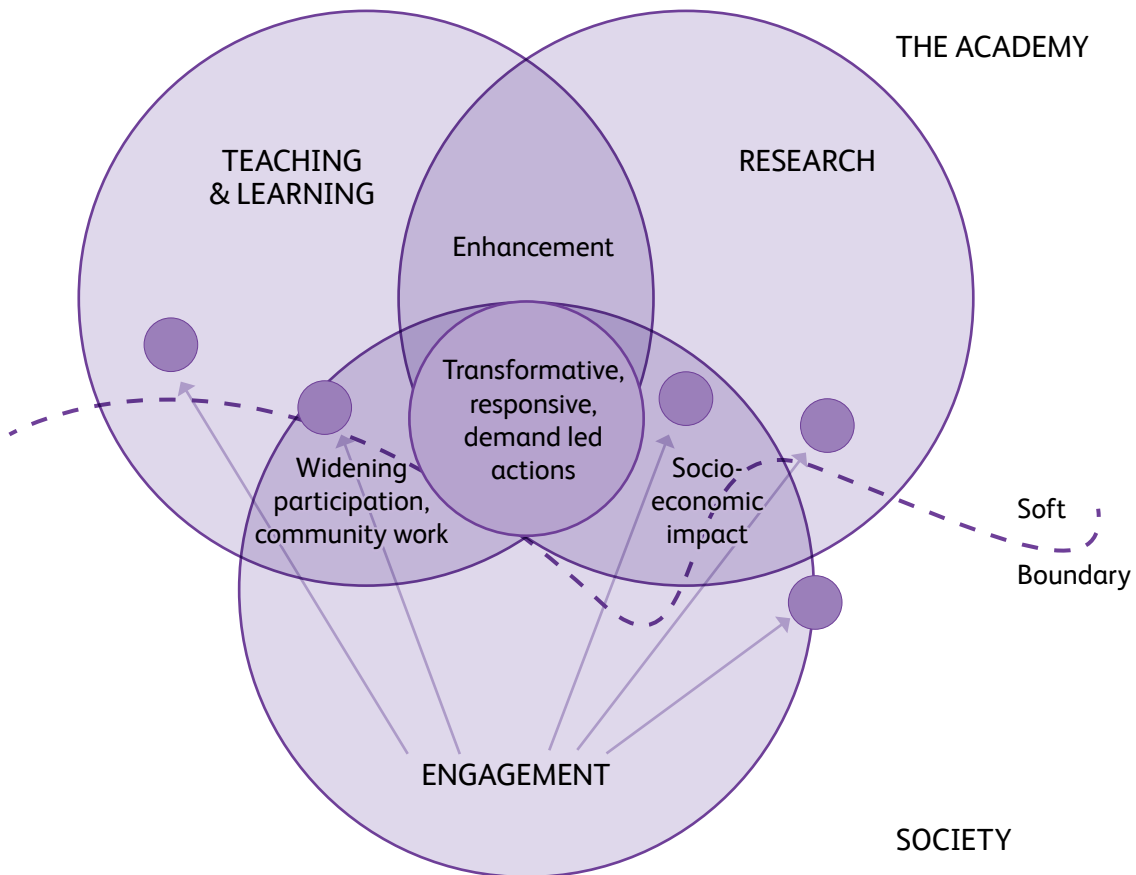 THE ACADEMY
TEACHING
& LEARNING
RESEARCH
Enhancement
Transformative,
responsive,
demand led
actions
Widening
participation,
community work
Socio-
economic
impact
Soft
Boundary
ENGAGEMENT
SOCIETY